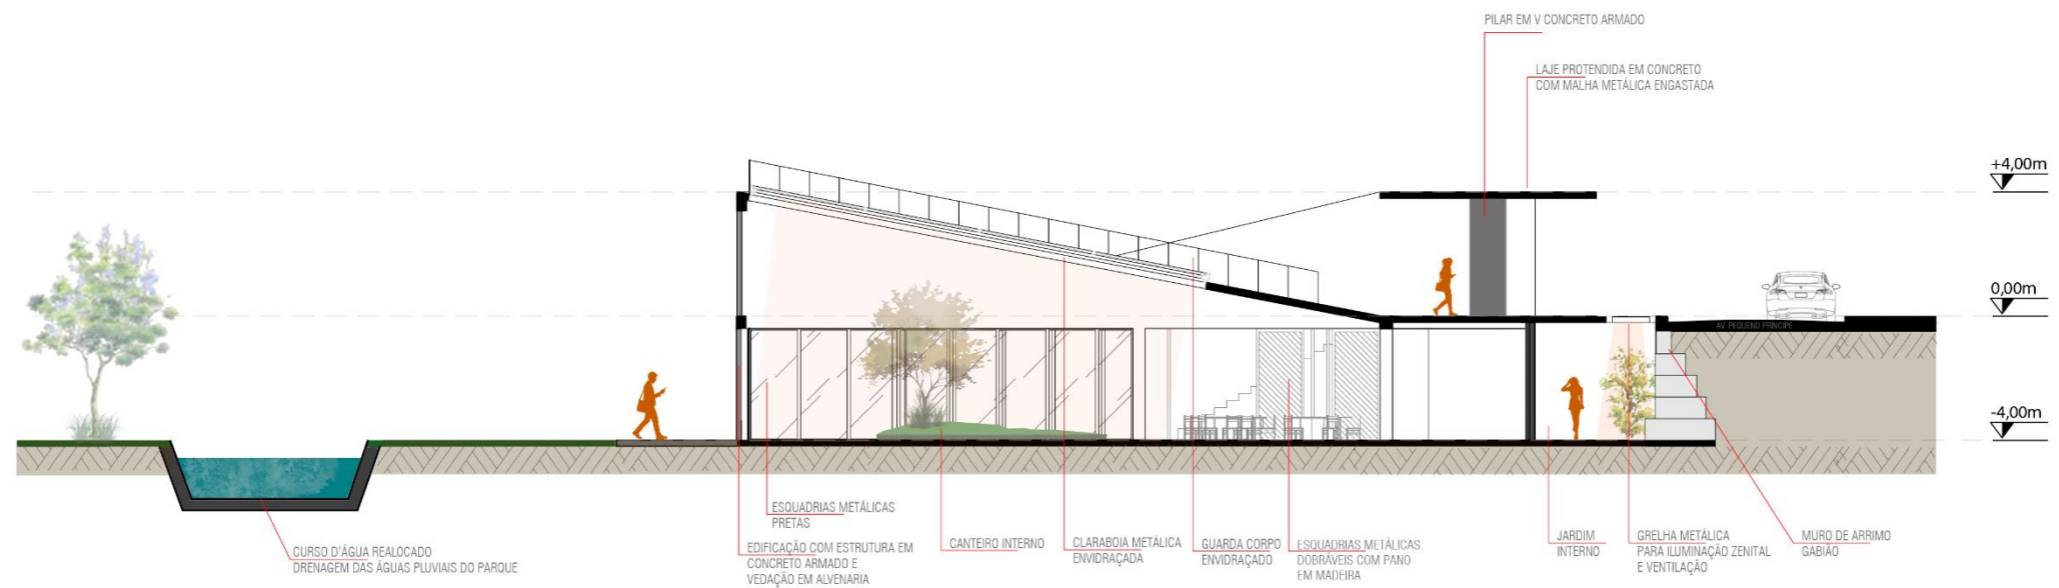 PILAR EM V CONCRETO ARMADO
LAJE PROTENDIDA EM CONCRETO
COM MALHA METÁLICA ENGASTADA
+4,00m
0,00m
AV. PEQUENO PRÍNCIPE
-4,00m
ESQUADRIAS METÁLICAS
PRETAS
EDIFICAÇÃO COM ESTRUTURA EM
CONCRETO ARMADO E
VEDAÇÃO EM ALVENARIA
CURSO D'ÁGUA REALOCADO
DRENAGEM DAS ÁGUAS PLUVIAIS DO PARQUE
CANTEIRO INTERNO
CLARABOIA METÁLICA
ENVIDRAÇADA
GUARDA CORPO
ENVIDRAÇADO
ESQUADRIAS METÁLICAS
DOBRÁVEIS COM PANO
EM MADEIRA
JARDIM
INTERNO
GRELHA METÁLICA
PARA ILUMINAÇÃO ZENITAL
E VENTILAÇÃO
MURO DE ARRIMO
GABIÃO